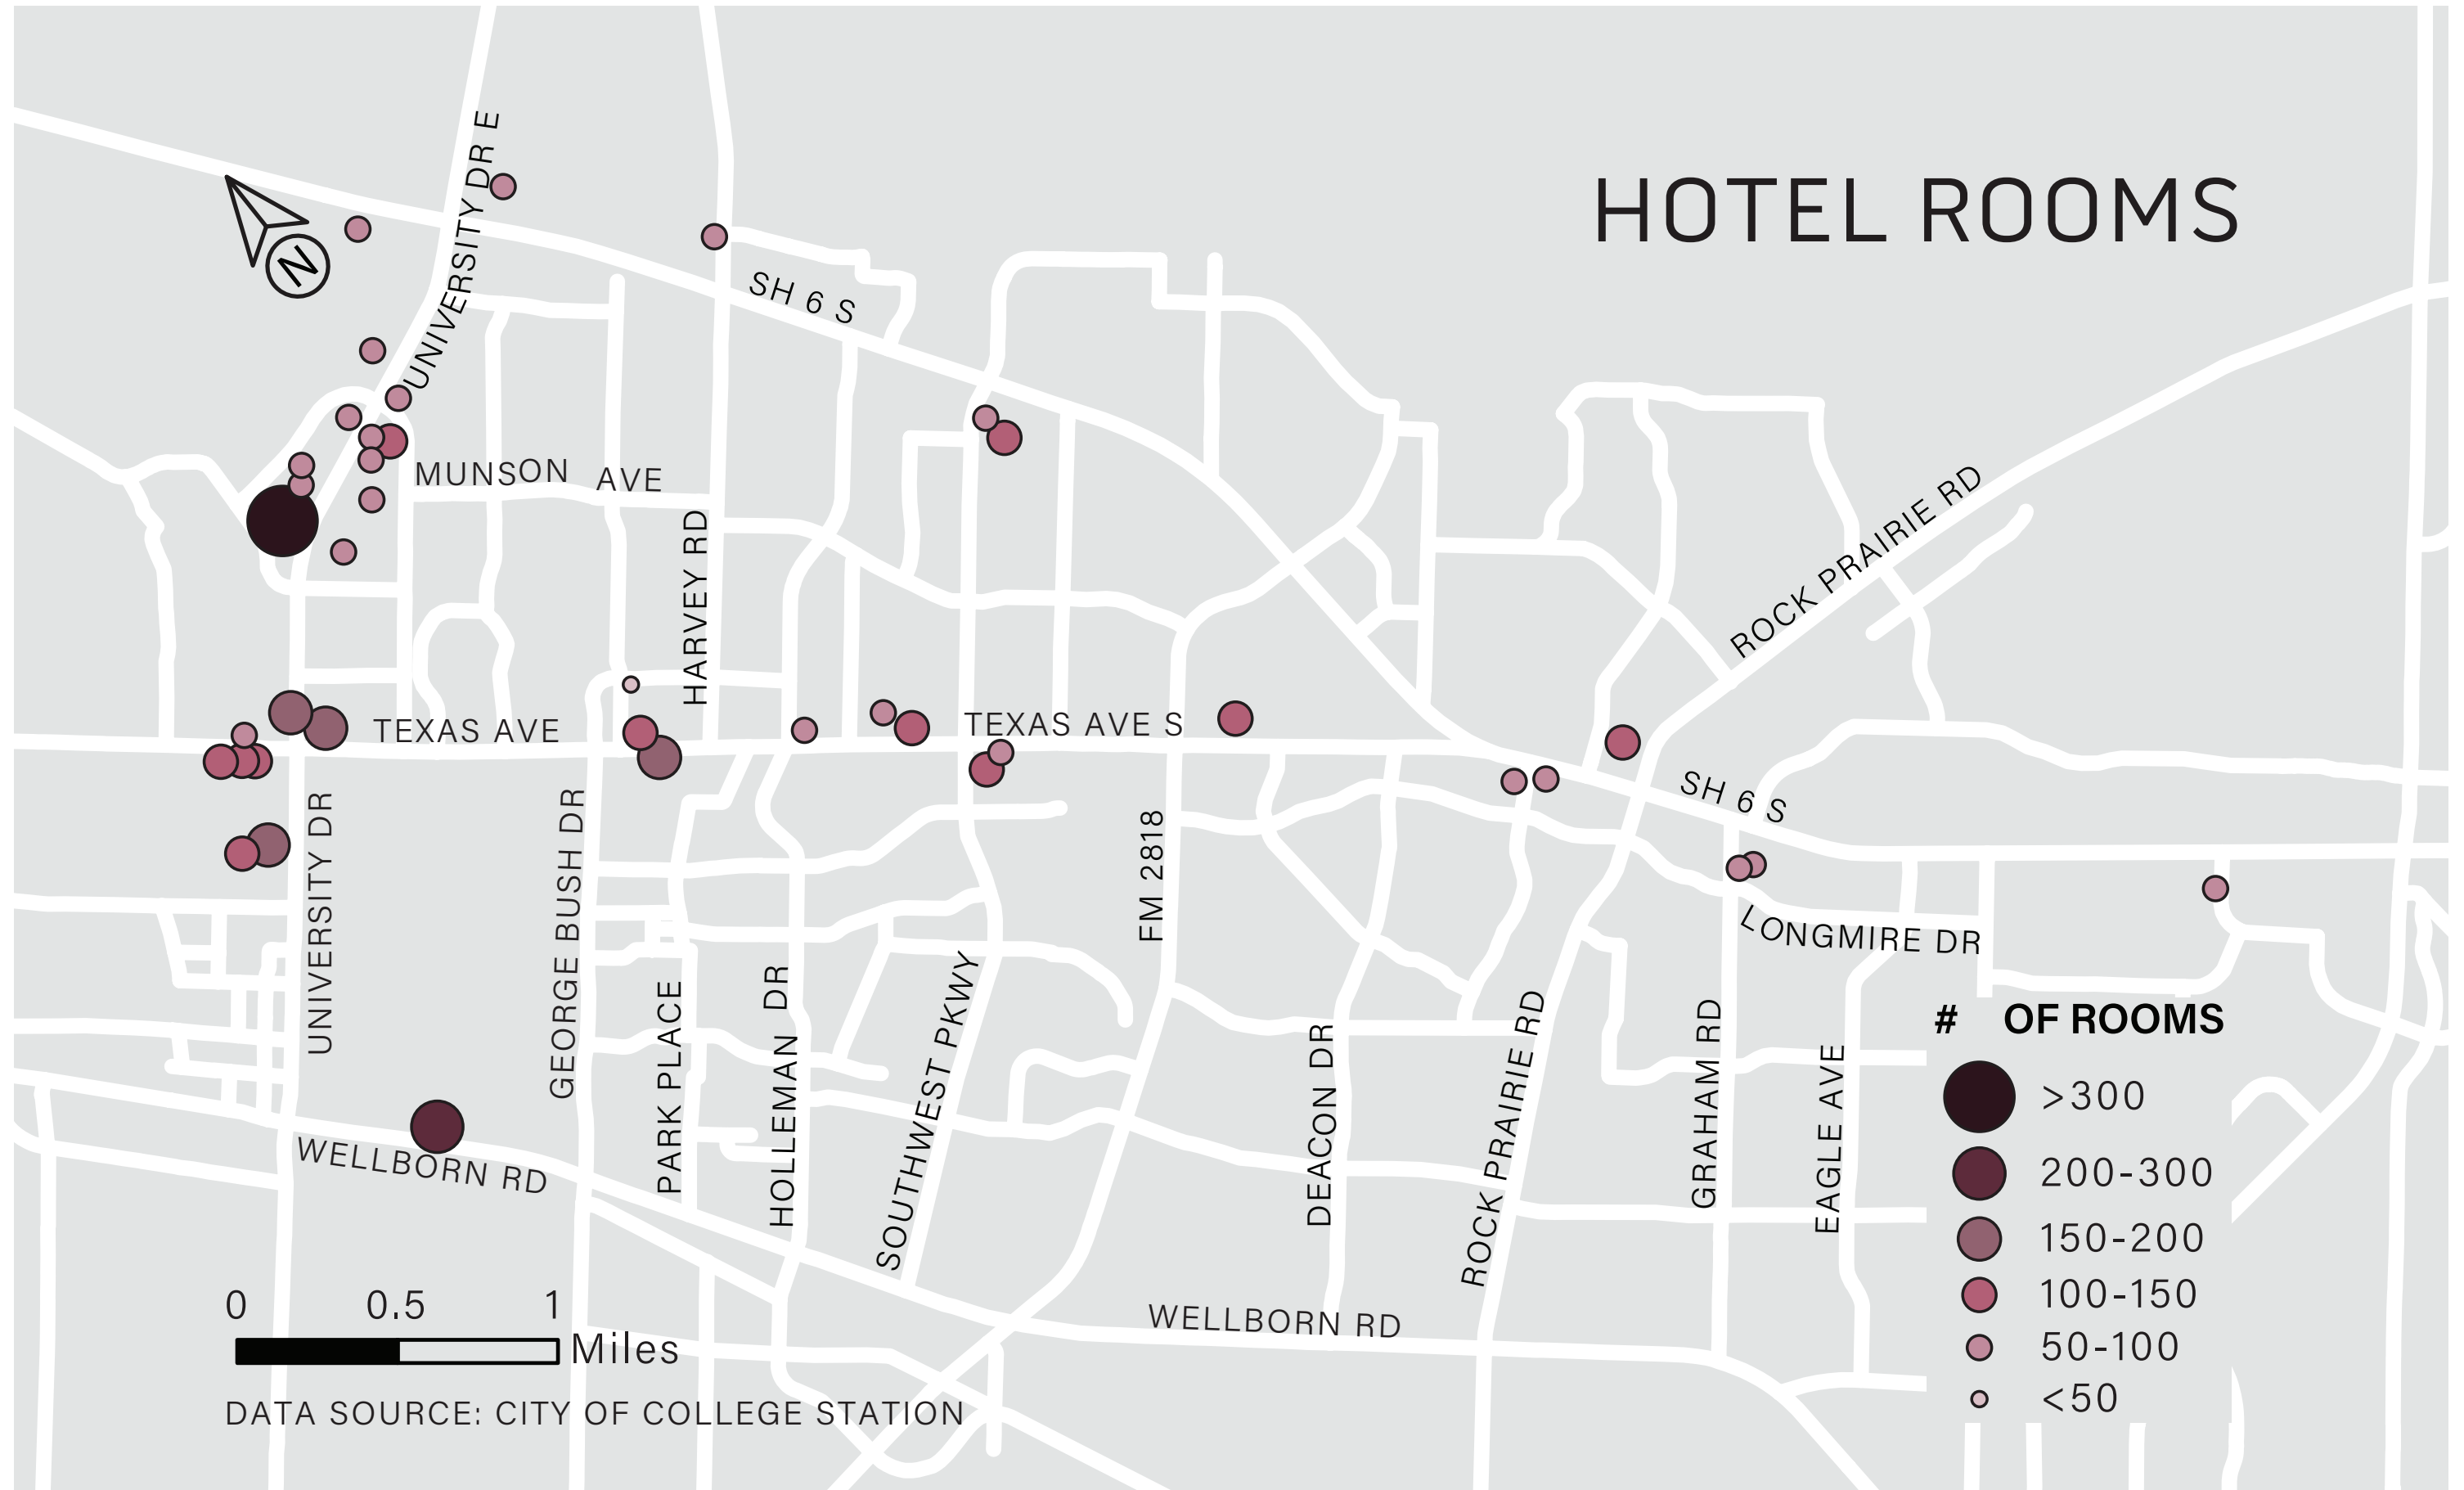 HOTEL ROOMS
N
UNIVERSITY DR E
SH 6 S
MUNSON AVE
HARVEY RD
ROCK PRAIRIE RD
TEXAS AVE
TEXAS AVE S
SH 6 S
UNIVERSITY DR
GEORGE BUSH DR
FM 2818
LONGMIRE DR
PARK PLACE
HOLLEMAN DR
SOUTHWEST PKWY
DEACON DR
ROCK PRAIRIE RD
GRAHAM RD
EAGLE AVE
WELLBORN RD
WELLBORN RD
# OF ROOMS
>300
200-300
150-200
100-150
50-100
<50
0 0.5 1
Miles
DATA SOURCE: CITY OF COLLEGE STATION